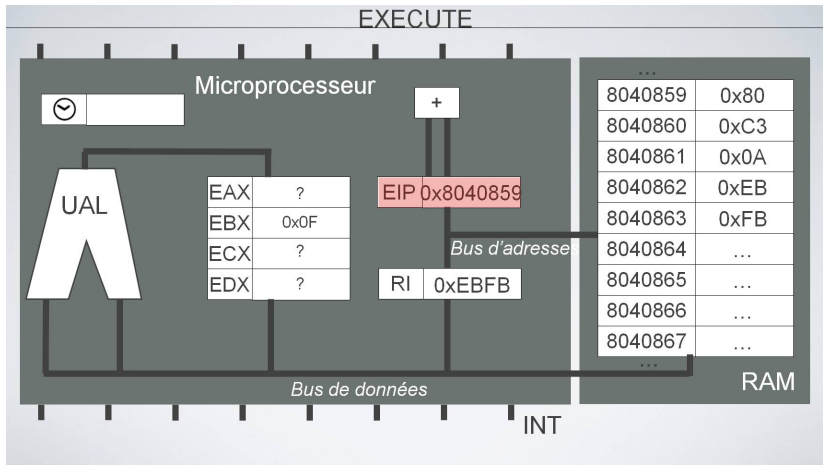 EXECUTE
Microprocesseur
+
UAL
EAX ?
EBX 0x0F
ECX ?
EDX ?
EIP 0x8040859
Bus d'adresses
RI 0xEBFB
Bus de données
INT
...
8040859 0x80
8040860 0xC3
8040861 0x0A
8040862 0xEB
8040863 0xFB
8040864 ...
8040865 ...
8040866 ...
8040867 ...
...
RAM